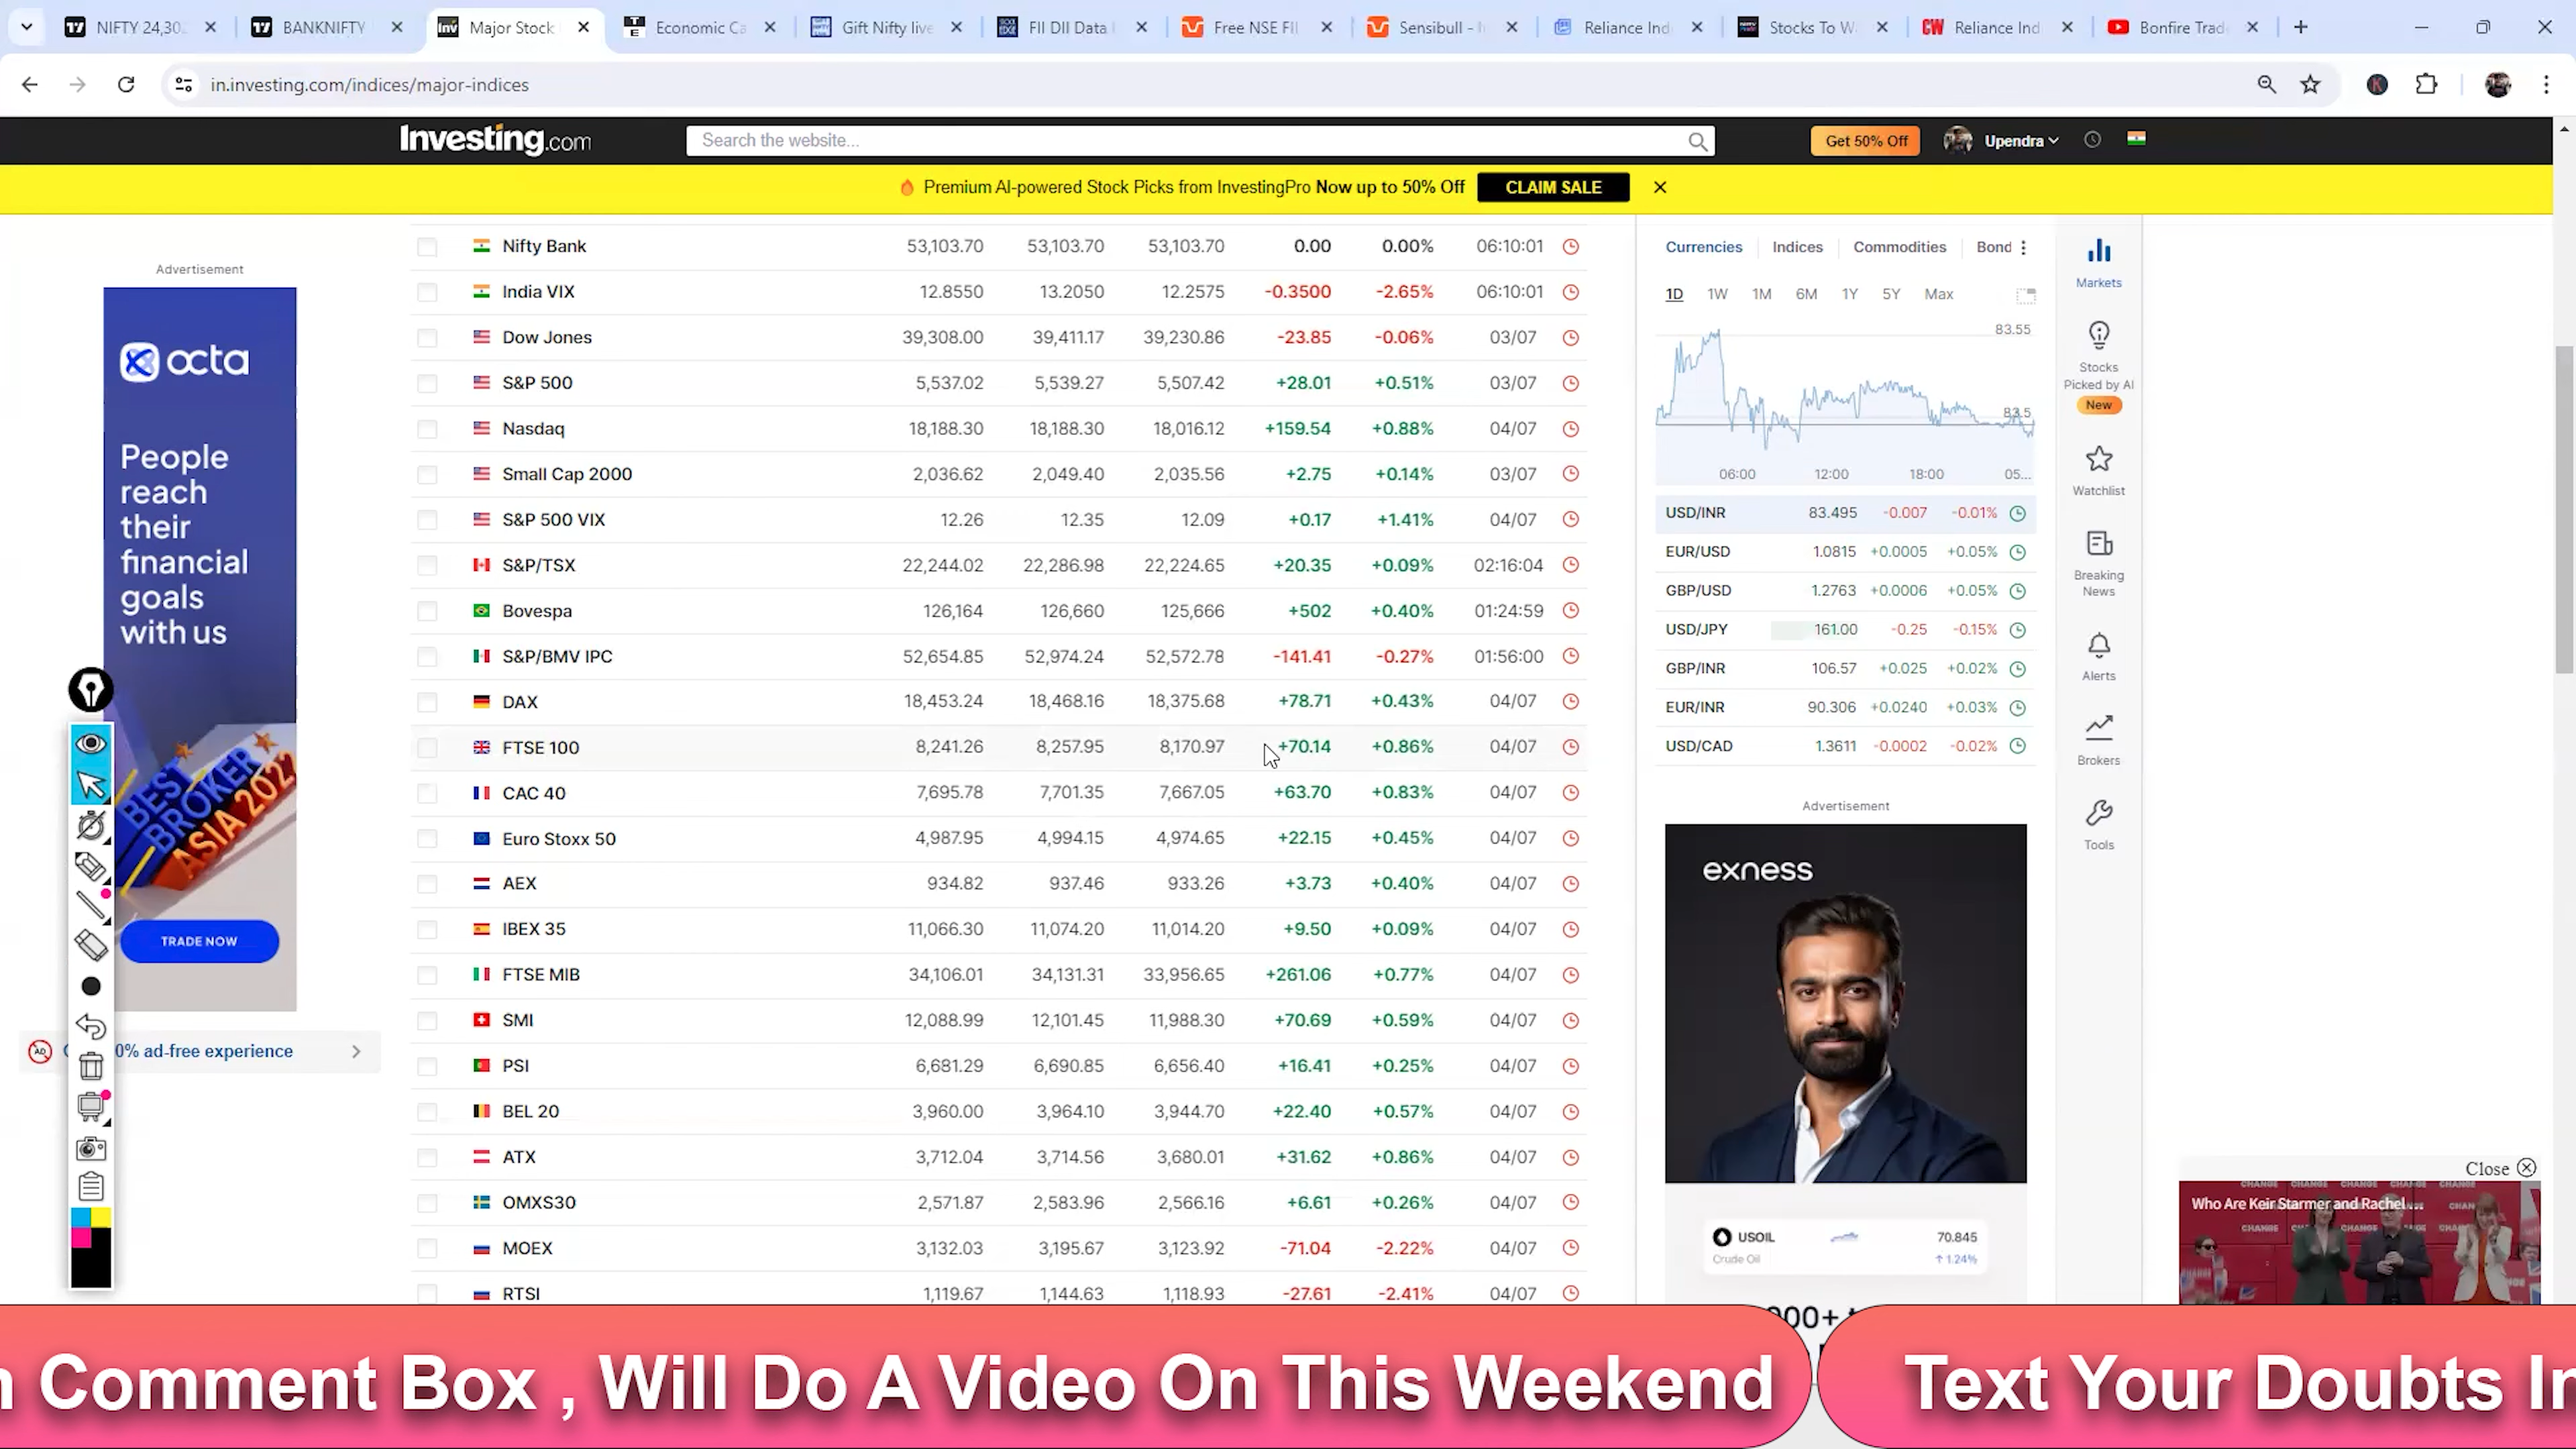 NIFTY 24,302
BANKNIFTY
Major Stock
Economic Ca
Gift Nifty live
FII DII Data
Free NSE FII
Sensibull -
Reliance Ind
Stocks To W
Reliance Ind
Bonfire Trad
in.investing.com/indices/major-indices
Investing.com
Search the website...
Get 50% Off
Upendra
Premium AI-powered Stock Picks from InvestingPro Now up to 50% Off
CLAIM SALE
Advertisement
octa
People
reach
their
financial
goals
with us
BEST
BROKER
ASIA 2022
TRADE NOW
0% ad-free experience
Nifty Bank 53,103.70 53,103.70 53,103.70 0.00 0.00% 06:10:01
India VIX 12.8550 13.2050 12.2575 -0.3500 -2.65% 06:10:01
Dow Jones 39,308.00 39,411.17 39,230.86 -23.85 -0.06% 03/07
S&P 500 5,537.02 5,539.27 5,507.42 +28.01 +0.51% 03/07
Nasdaq 18,188.30 18,188.30 18,016.12 +159.54 +0.88% 04/07
Small Cap 2000 2,036.62 2,049.40 2,035.56 +2.75 +0.14% 03/07
S&P 500 VIX 12.26 12.35 12.09 +0.17 +1.41% 04/07
S&P/TSX 22,244.02 22,286.98 22,224.65 +20.35 +0.09% 02:16:04
Bovespa 126,164 126,660 125,666 +502 +0.40% 01:24:59
S&P/BMV IPC 52,654.85 52,974.24 52,572.78 -141.41 -0.27% 01:56:00
DAX 18,453.24 18,468.16 18,375.68 +78.71 +0.43% 04/07
FTSE 100 8,241.26 8,257.95 8,170.97 +70.14 +0.86% 04/07
CAC 40 7,695.78 7,701.35 7,667.05 +63.70 +0.83% 04/07
Euro Stoxx 50 4,987.95 4,994.15 4,974.65 +22.15 +0.45% 04/07
AEX 934.82 937.46 933.26 +3.73 +0.40% 04/07
IBEX 35 11,066.30 11,074.20 11,014.20 +9.50 +0.09% 04/07
FTSE MIB 34,106.01 34,131.31 33,956.65 +261.06 +0.77% 04/07
SMI 12,088.99 12,101.45 11,988.30 +70.69 +0.59% 04/07
PSI 6,681.29 6,690.85 6,656.40 +16.41 +0.25% 04/07
BEL 20 3,960.00 3,964.10 3,944.70 +22.40 +0.57% 04/07
ATX 3,712.04 3,714.56 3,680.01 +31.62 +0.86% 04/07
OMXS30 2,571.87 2,583.96 2,566.16 +6.61 +0.26% 04/07
MOEX 3,132.03 3,195.67 3,123.92 -71.04 -2.22% 04/07
RTSI 1,119.67 1,144.63 1,118.93 -27.61 -2.41% 04/07
Currencies Indices Commodities Bond
1D 1W 1M 6M 1Y 5Y Max
83.55
83.5
06:00 12:00 18:00 05...
USD/INR 83.495 -0.007 -0.01%
EUR/USD 1.0815 +0.0005 +0.05%
GBP/USD 1.2763 +0.0006 +0.05%
USD/JPY 161.00 -0.25 -0.15%
GBP/INR 106.57 +0.025 +0.02%
EUR/INR 90.306 +0.0240 +0.03%
USD/CAD 1.3611 -0.0002 -0.02%
Advertisement
exness
USOIL 70.845
Crude Oil 1.24%
Markets
Stocks
Picked by AI
New
Watchlist
Breaking
News
Alerts
Brokers
Tools
Close
CHANGE CHANGE CHANGE CHANGE CHANGE
Who Are Keir Starmer and Rachel...
Comment Box , Will Do A Video On This Weekend
Text Your Doubts In